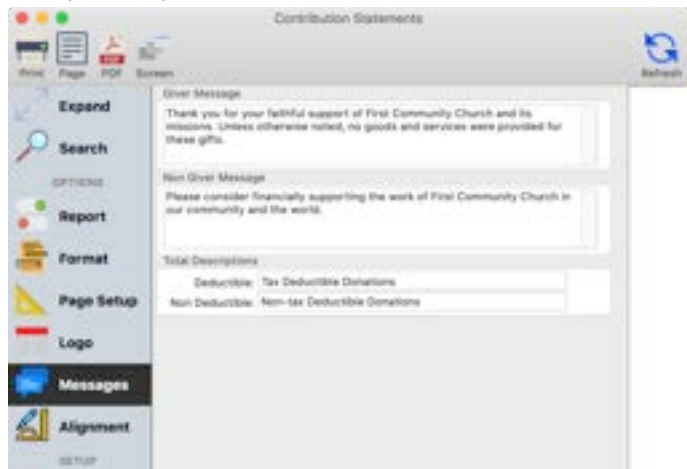 Contribution Statements
Print Page PDF Screen
Refresh
Expand
Search
OPTIONS
Report
Format
Page Setup
Logo
Messages
Alignment
SETUP
Giver Message
Thank you for your faithful support of First Community Church and its
missions. Unless otherwise noted, no goods and services were provided for
these gifts.
Non Giver Message
Please consider financially supporting the work of First Community Church in
our community and the world.
Total Descriptions
Deductible: Tax Deductible Donations
Non Deductible: Non-tax Deductible Donations